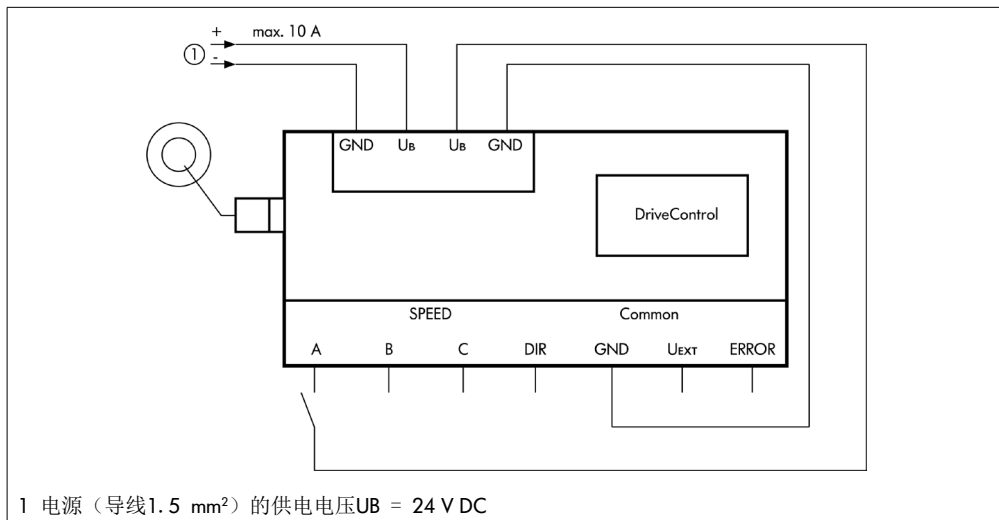 + max. 10 A
1 -
GND UB UB GND
DriveControl
SPEED Common
A B C DIR GND UEXT ERROR
1 电源（导线1.5 mm²）的供电电压UB = 24 V DC